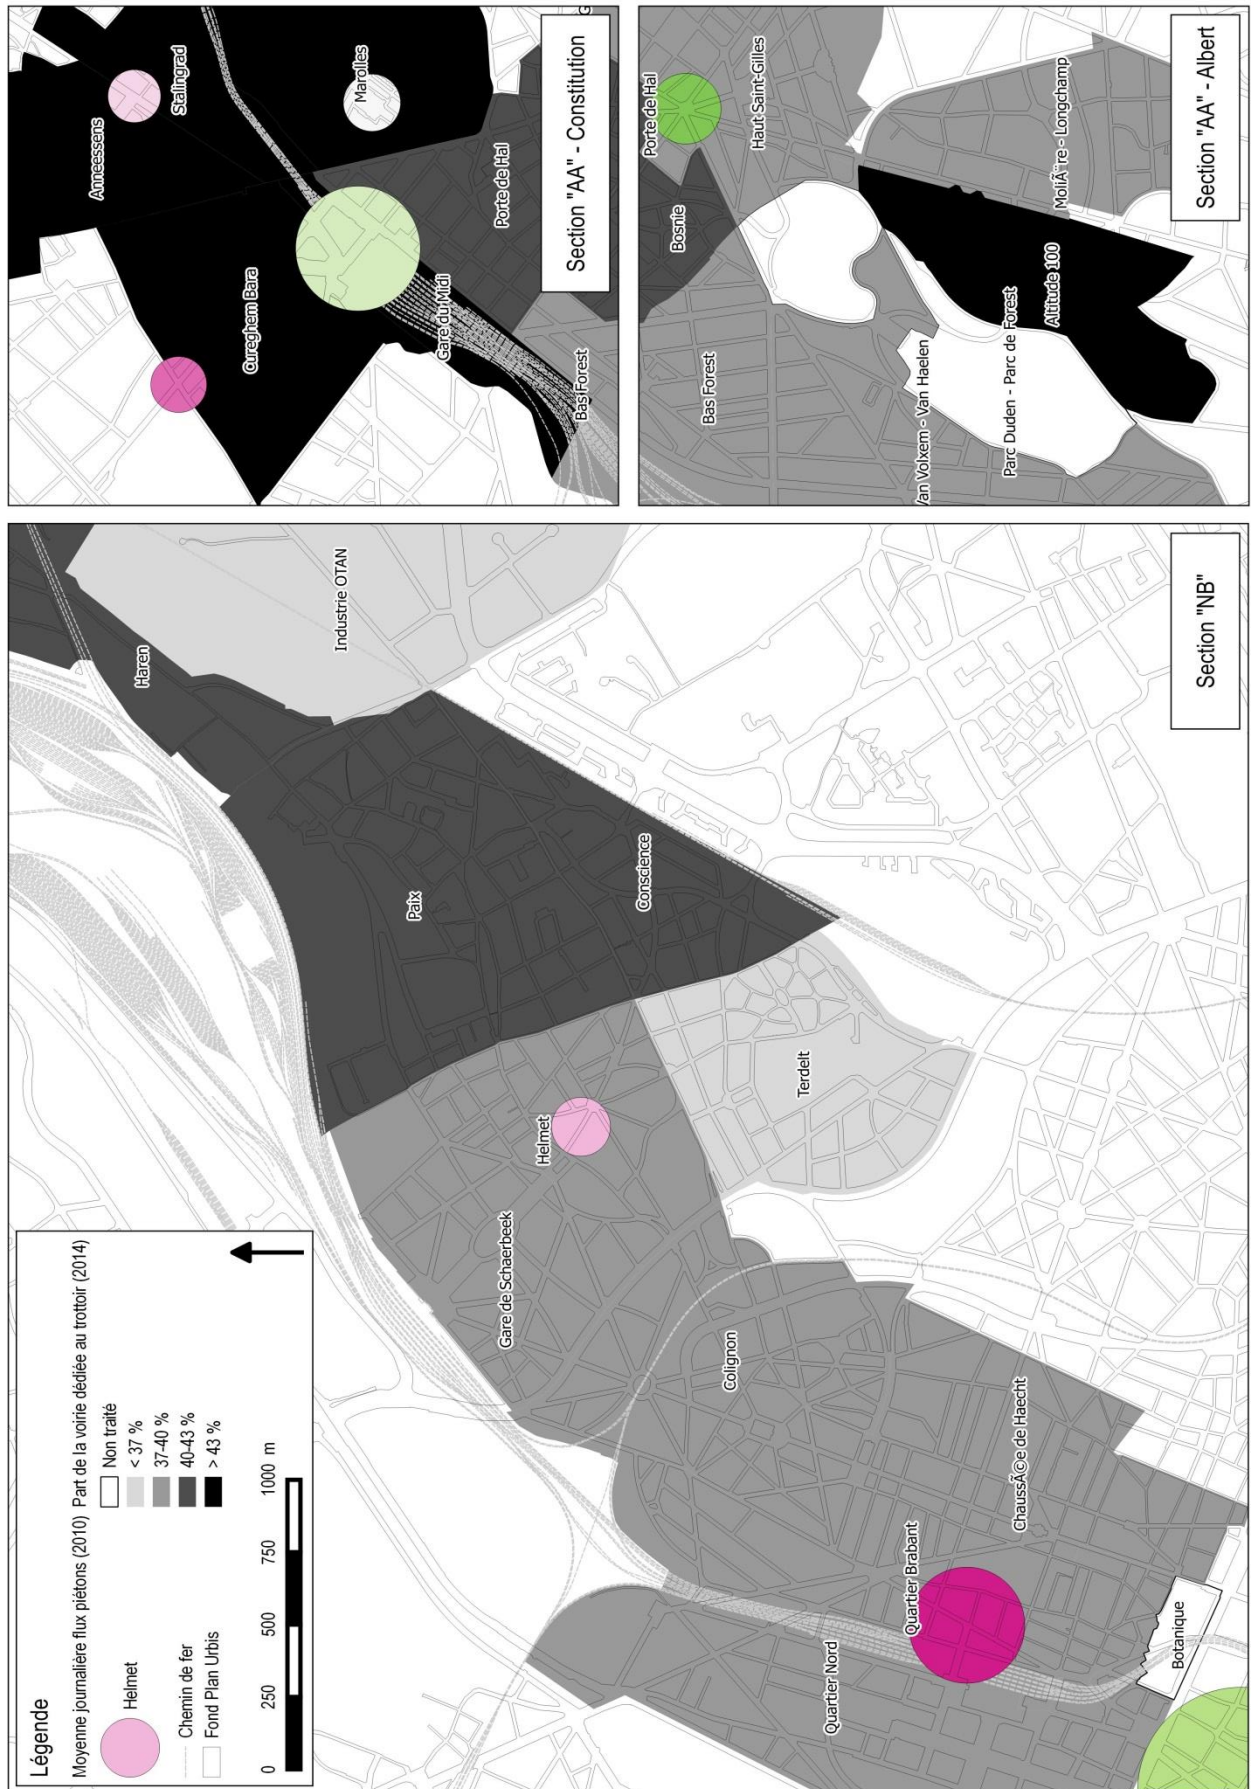 Légende
Moyenne journalière flux piétons (2010)
Helmet
Chemin de fer
Fond Plan Urbis
Part de la voirie dédiée au trottoir (2014)
Non traité
< 37 %
37-40 %
40-43 %
> 43 %
0 250 500 750 1000 m
Haren
Industrie OTAN
Paix
Conscience
Helmet
Gare de Schaerbeek
Terdelt
Colignon
ChaussÃ©e de Haecht
Quartier Brabant
Quartier Nord
Botanique
Section "NB"
Anneessens
Stalingrad
Marolles
Cureghem Bara
Gare du Midi
Porte de Hal
Bas Forest
G
Section "AA" - Constitution
Porte de Hal
Haut Saint-Gilles
Bosnie
Bas Forest
MoliÃ¨re - Longchamp
Van Volxem - Van Haelen
Altitude 100
Parc Duden - Parc de Forest
Section "AA" - Albert